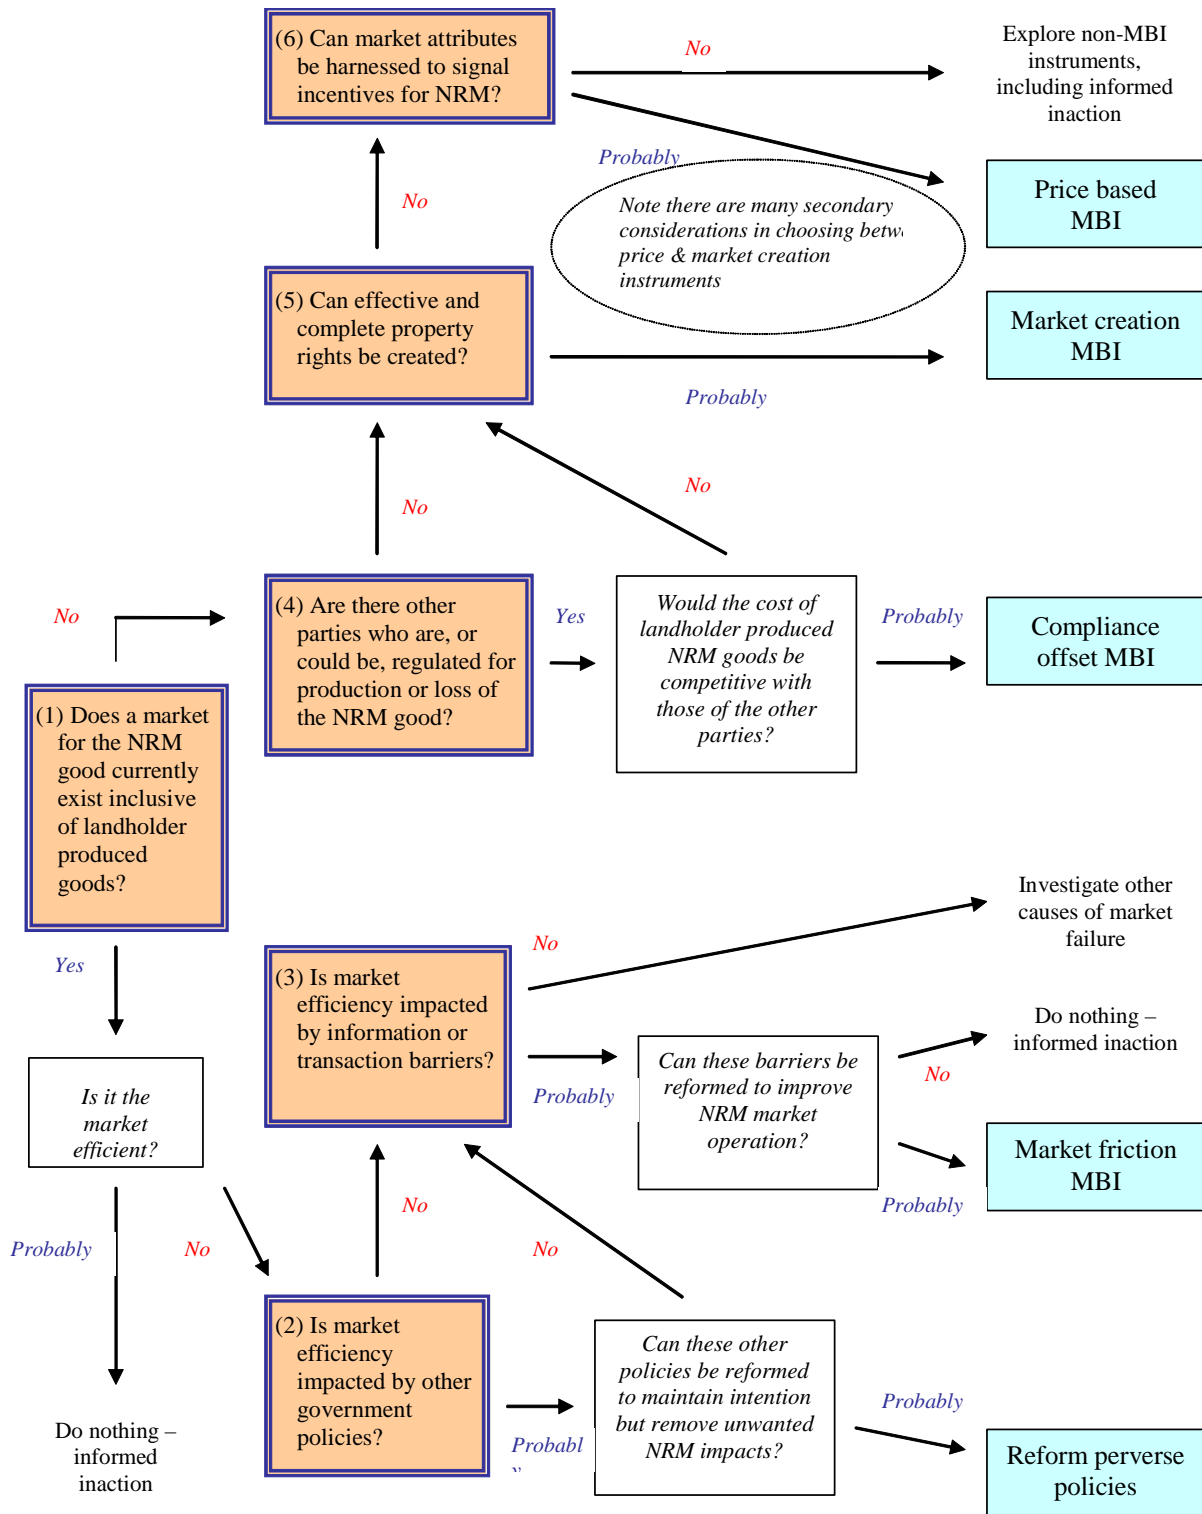 (6) Can market attributes
be harnessed to signal
incentives for NRM?
No
Explore non-MBI
instruments,
including informed
inaction
Probably
Price based
MBI
No
Note there are many secondary
considerations in choosing betw
price & market creation
instruments
(5) Can effective and
complete property
rights be created?
Market creation
MBI
Probably
No
No
No
(4) Are there other
parties who are, or
could be, regulated for
production or loss of
the NRM good?
Yes
Would the cost of
landholder produced
NRM goods be
competitive with
those of the other
parties?
Probably
Compliance
offset MBI
(1) Does a market
for the NRM
good currently
exist inclusive
of landholder
produced
goods?
Yes
Investigate other
causes of market
failure
No
(3) Is market
efficiency impacted
by information or
transaction barriers?
Probably
Can these barriers be
reformed to improve
NRM market
operation?
Do nothing –
informed inaction
No
Market friction
MBI
Probably
Is it the
market
efficient?
Probably
No
No
No
(2) Is market
efficiency
impacted by other
government
policies?
Probabl
Can these other
policies be reformed
to maintain intention
but remove unwanted
NRM impacts?
Probably
Reform perverse
policies
Do nothing –
informed
inaction